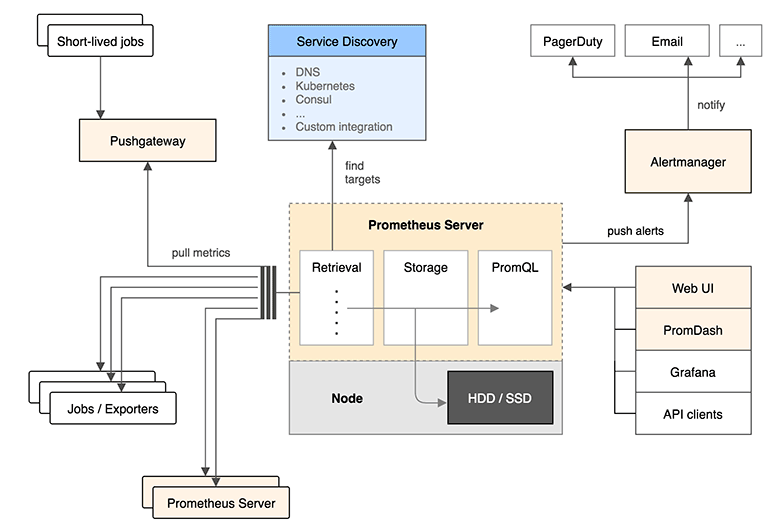 Short-lived jobs
Pushgateway
Service Discovery
• DNS
• Kubernetes
• Consul
• ...
• Custom integration
PagerDuty
Email
...
notify
Alertmanager
find
targets
push alerts
pull metrics
Prometheus Server
Retrieval
Storage
PromQL
Node
HDD / SSD
Web UI
PromDash
Grafana
API clients
Jobs / Exporters
Prometheus Server